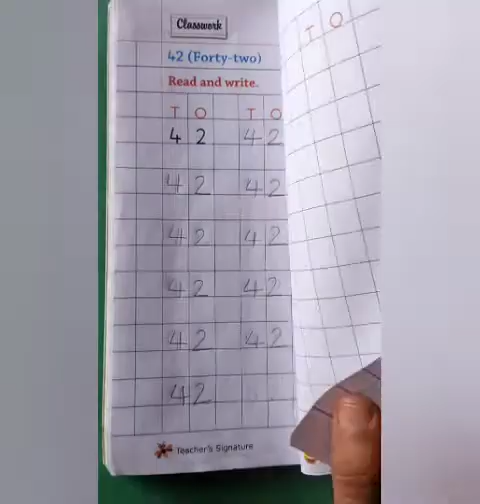 Classwork
42 (Forty-two)
Read and write.
T O T O
4 2 4 2
4 2 4 2
4 2 4 2
4 2 4 2
4 2 4 2
4 2
Teacher's Signature
T O